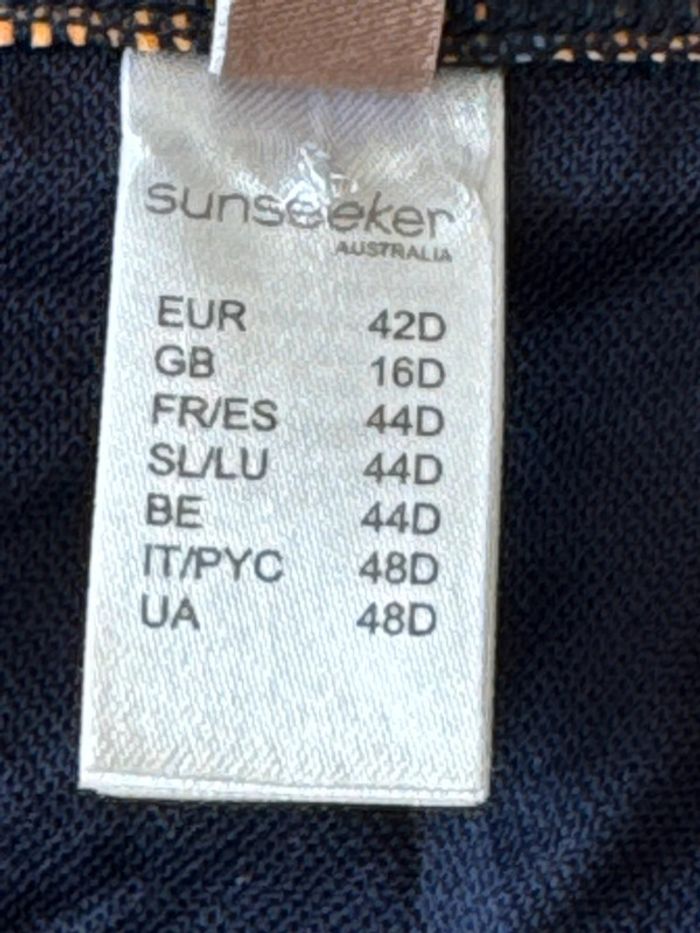 sunseeker
AUSTRALIA
EUR 42D
GB 16D
FR/ES 44D
SL/LU 44D
BE 44D
IT/PYC 48D
UA 48D